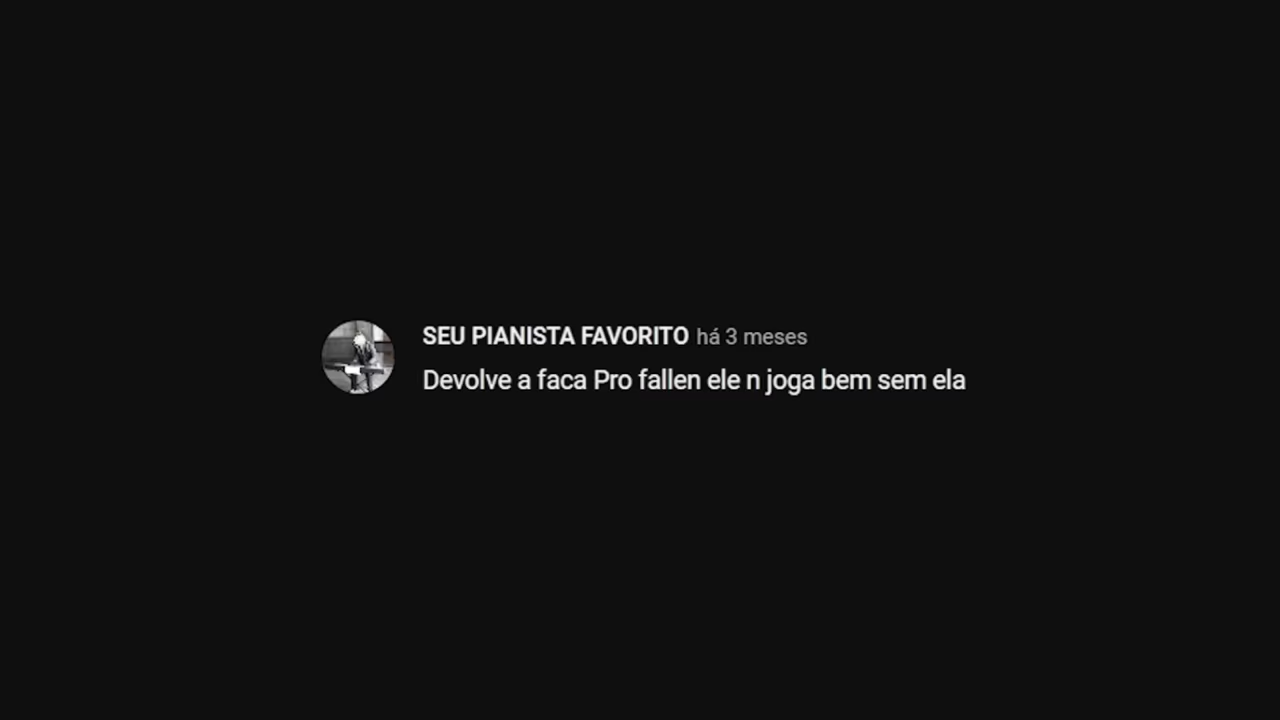 SEU PIANISTA FAVORITO há 3 meses
Devolve a faca Pro fallen ele n joga bem sem ela